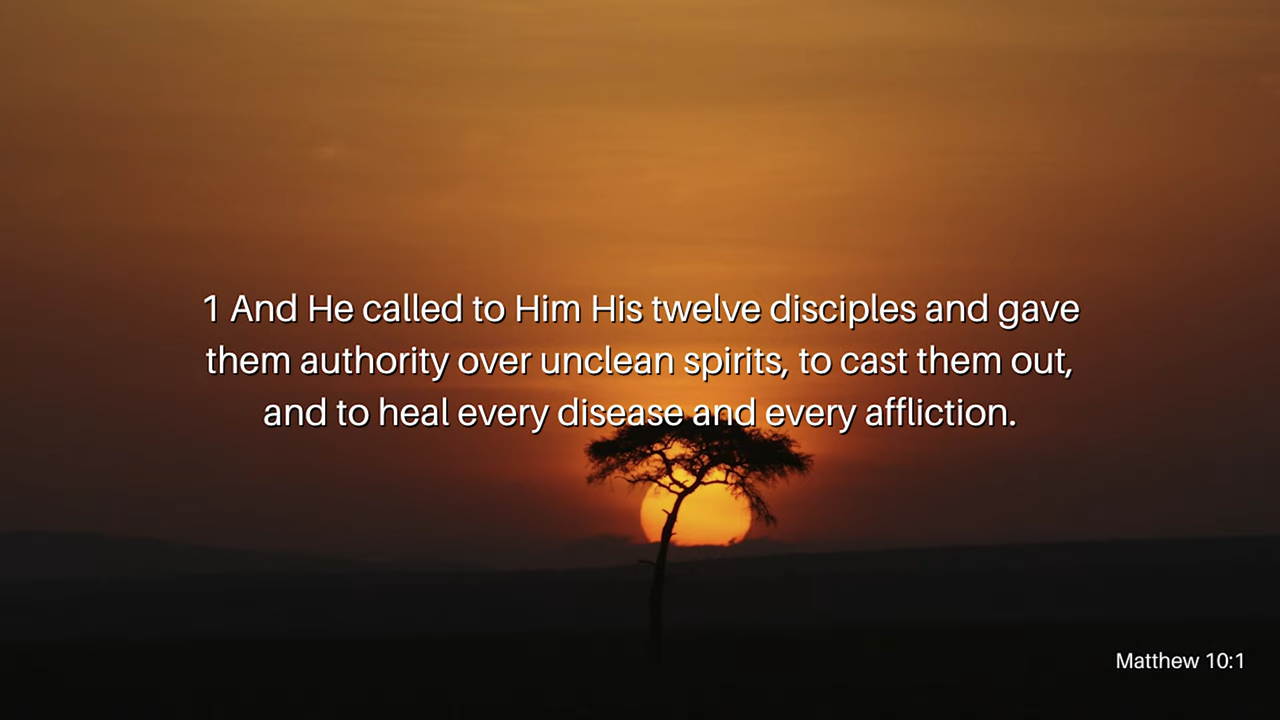 1 And He called to Him His twelve disciples and gave
them authority over unclean spirits, to cast them out,
and to heal every disease and every affliction.
Matthew 10:1